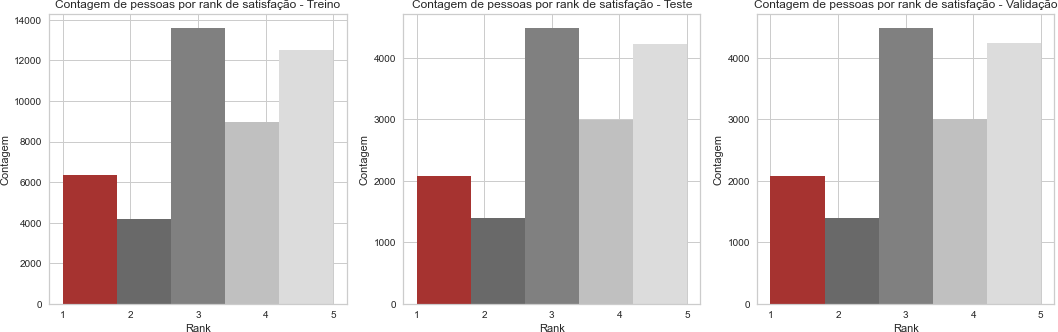 Contagem de pessoas por rank de satisfação - Treino
14000
12000
10000
8000
6000
4000
2000
0
Contagem
1 2 3 4 5
Rank
Contagem de pessoas por rank de satisfação - Teste
4000
3000
2000
1000
0
Contagem
1 2 3 4 5
Rank
Contagem de pessoas por rank de satisfação - Validação
4000
3000
2000
1000
0
Contagem
1 2 3 4 5
Rank